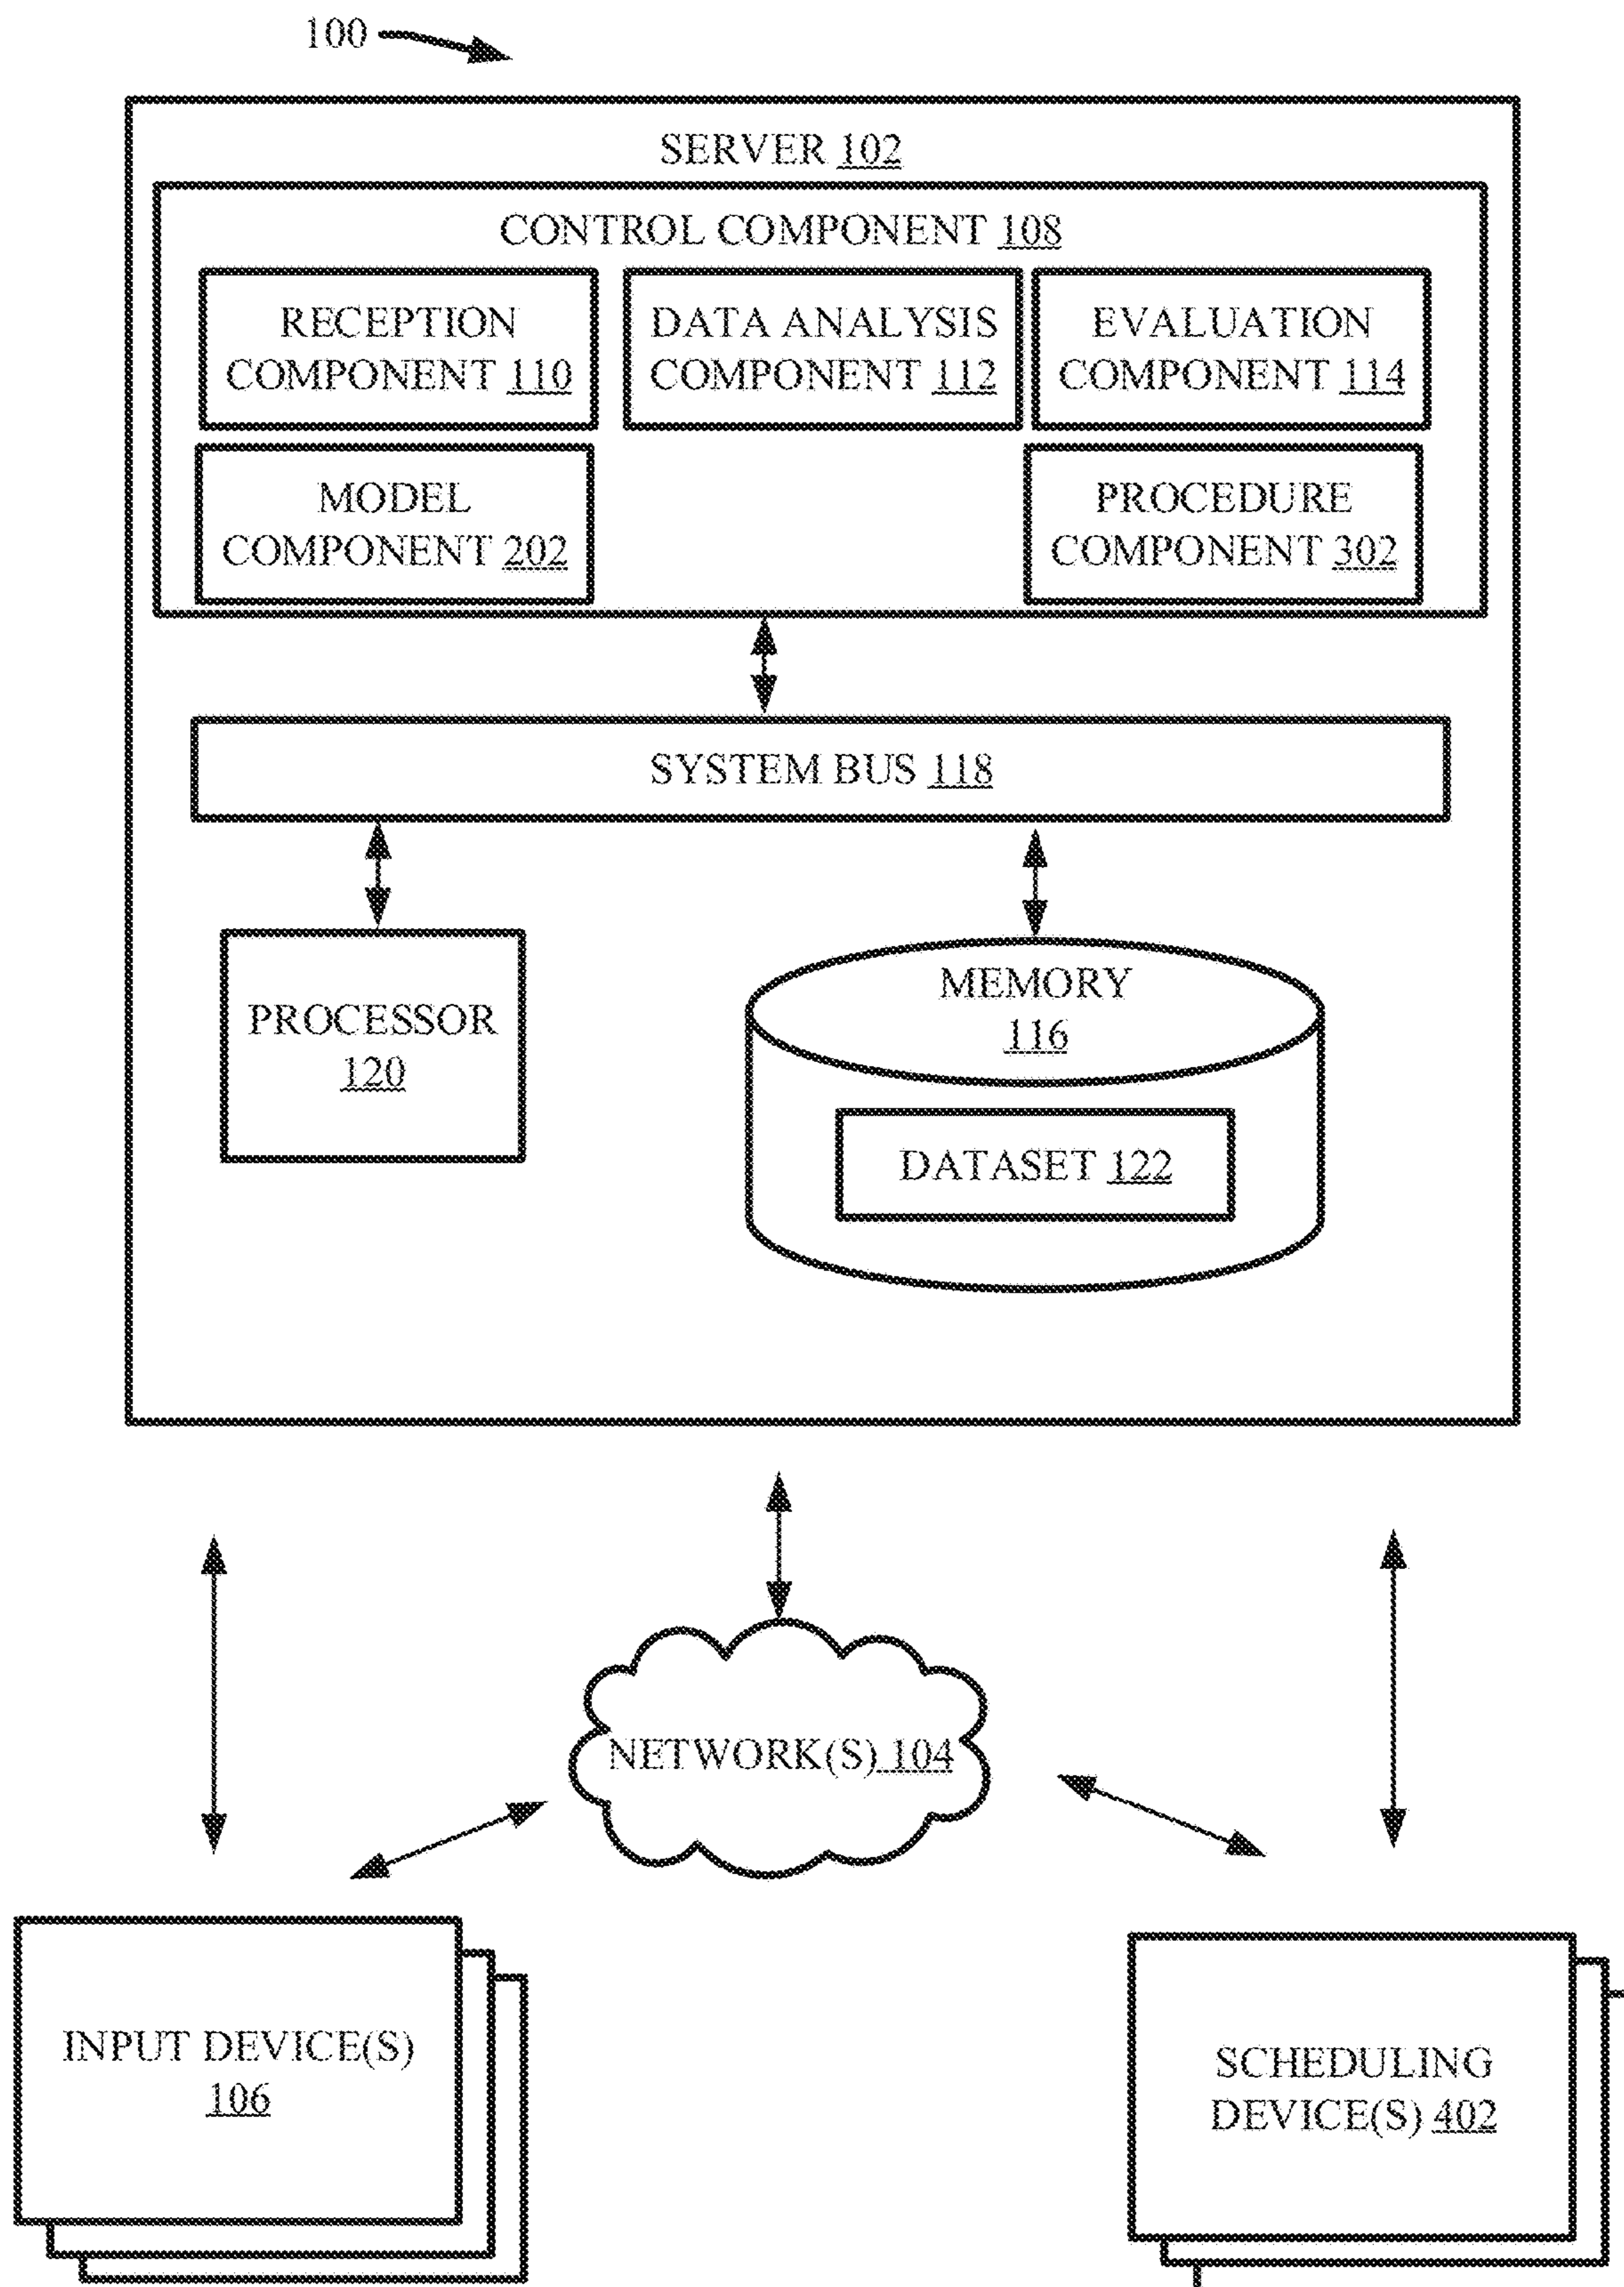 100
SERVER 102
CONTROL COMPONENT 108
RECEPTION
COMPONENT 110
DATA ANALYSIS
COMPONENT 112
EVALUATION
COMPONENT 114
MODEL
COMPONENT 202
PROCEDURE
COMPONENT 302
SYSTEM BUS 118
PROCESSOR
120
MEMORY
116
DATASET 122
NETWORK(S) 104
INPUT DEVICE(S)
106
SCHEDULING
DEVICE(S) 402